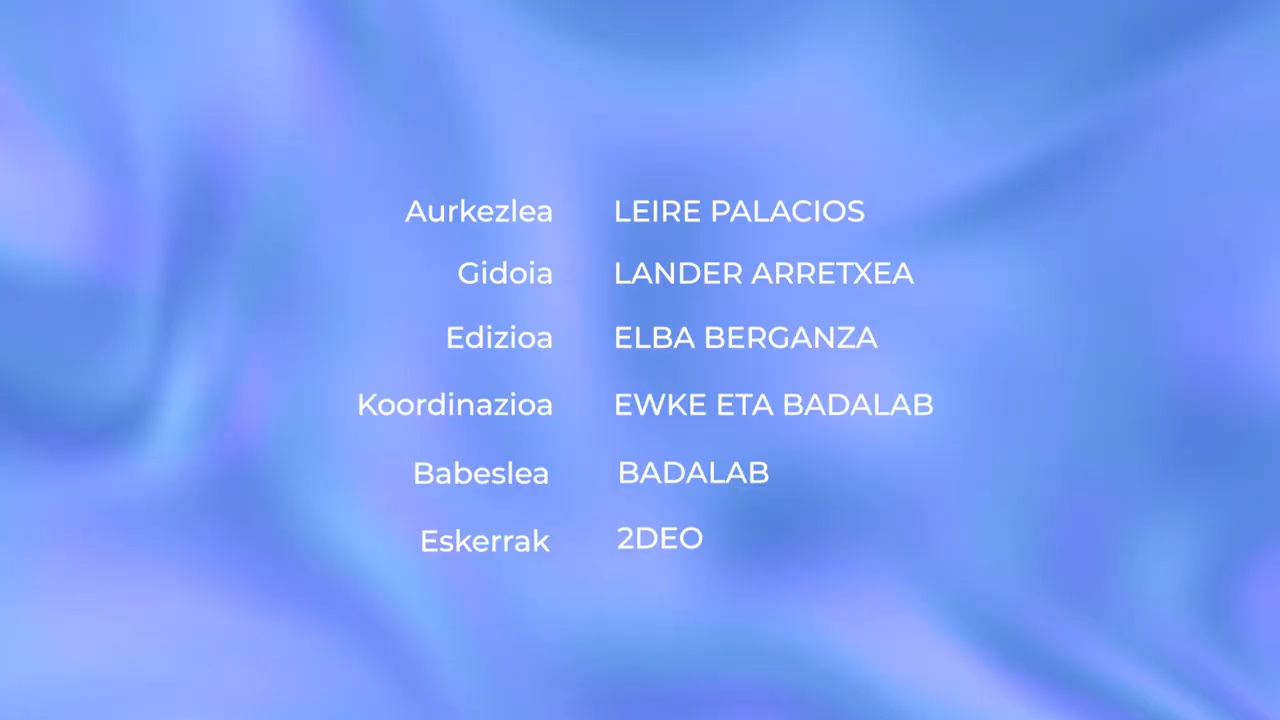 Aurkezlea LEIRE PALACIOS
Gidoia LANDER ARRETXEA
Edizioa ELBA BERGANZA
Koordinazioa EWKE ETA BADALAB
Babeslea BADALAB
Eskerrak 2DEO